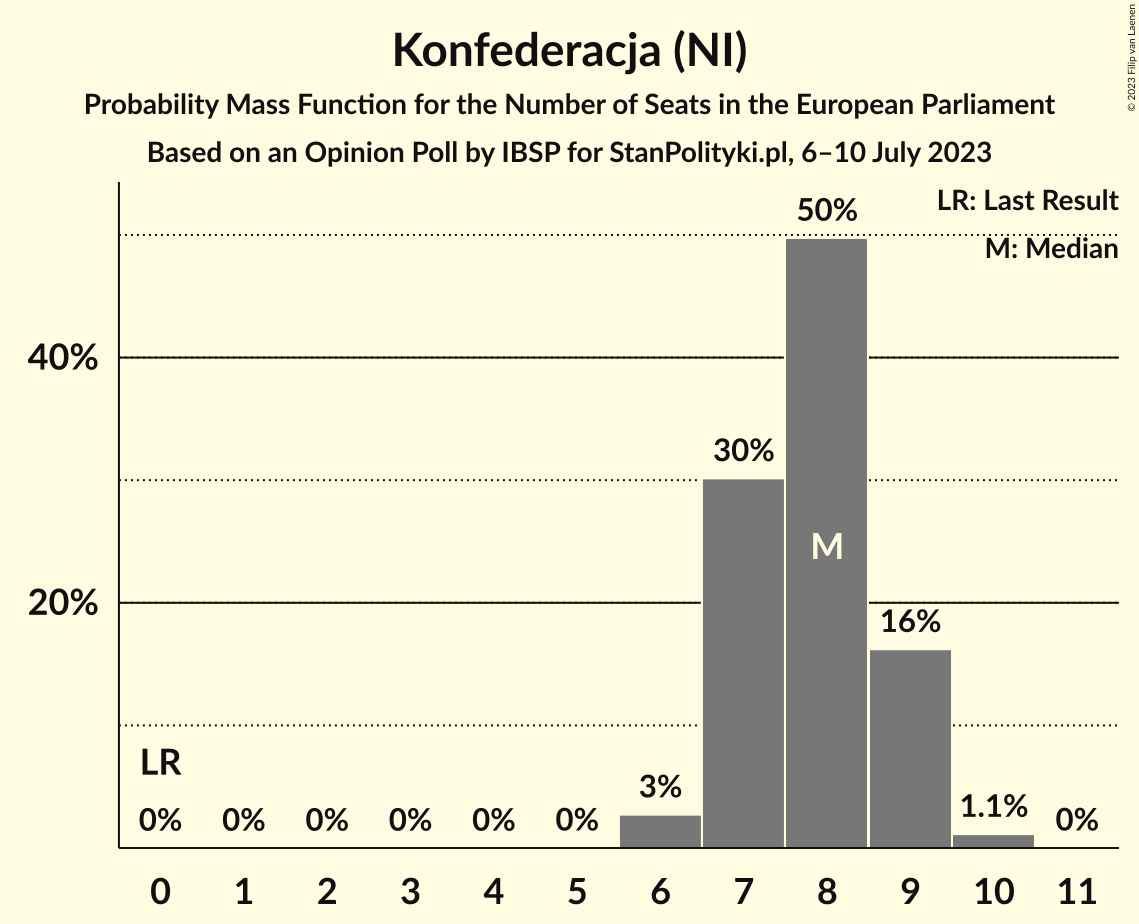 Konfederacja (NI)
Probability Mass Function for the Number of Seats in the European Parliament
Based on an Opinion Poll by IBSP for StanPolityki.pl, 6–10 July 2023
© 2023 Filip van Laenen
LR: Last Result
M: Median
50%
40%
30%
M
20%
16%
LR
3%
1.1%
0% 0% 0% 0% 0% 0% 0%
0 1 2 3 4 5 6 7 8 9 10 11